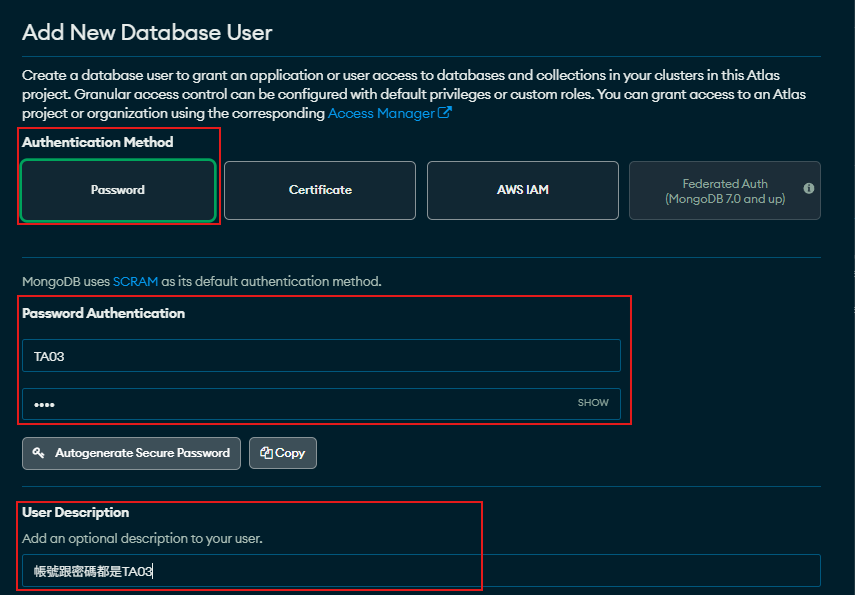 Add New Database User
Create a database user to grant an application or user access to databases and collections in your clusters in this Atlas
project. Granular access control can be configured with default privileges or custom roles. You can grant access to an Atlas
project or organization using the corresponding Access Manager
Authentication Method
Password
Certificate
AWS IAM
Federated Auth
(MongoDB 7.0 and up)
MongoDB uses SCRAM as its default authentication method.
Password Authentication
TA03
•••• SHOW
Autogenerate Secure Password
Copy
User Description
Add an optional description to your user.
帳號跟密碼都是TA03